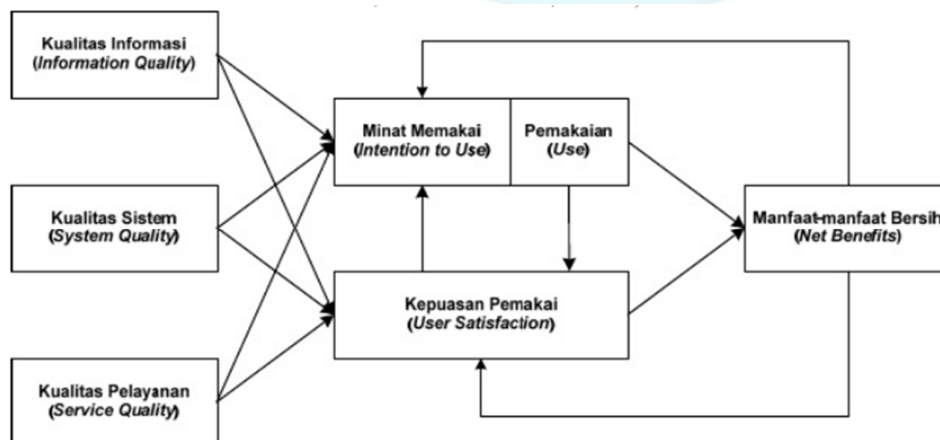 Kualitas Informasi
(Information Quality)
Minat Memakai
(Intention to Use)
Pemakaian
(Use)
Kualitas Sistem
(System Quality)
Manfaat-manfaat Bersih
(Net Benefits)
Kepuasan Pemakai
(User Satisfaction)
Kualitas Pelayanan
(Service Quality)